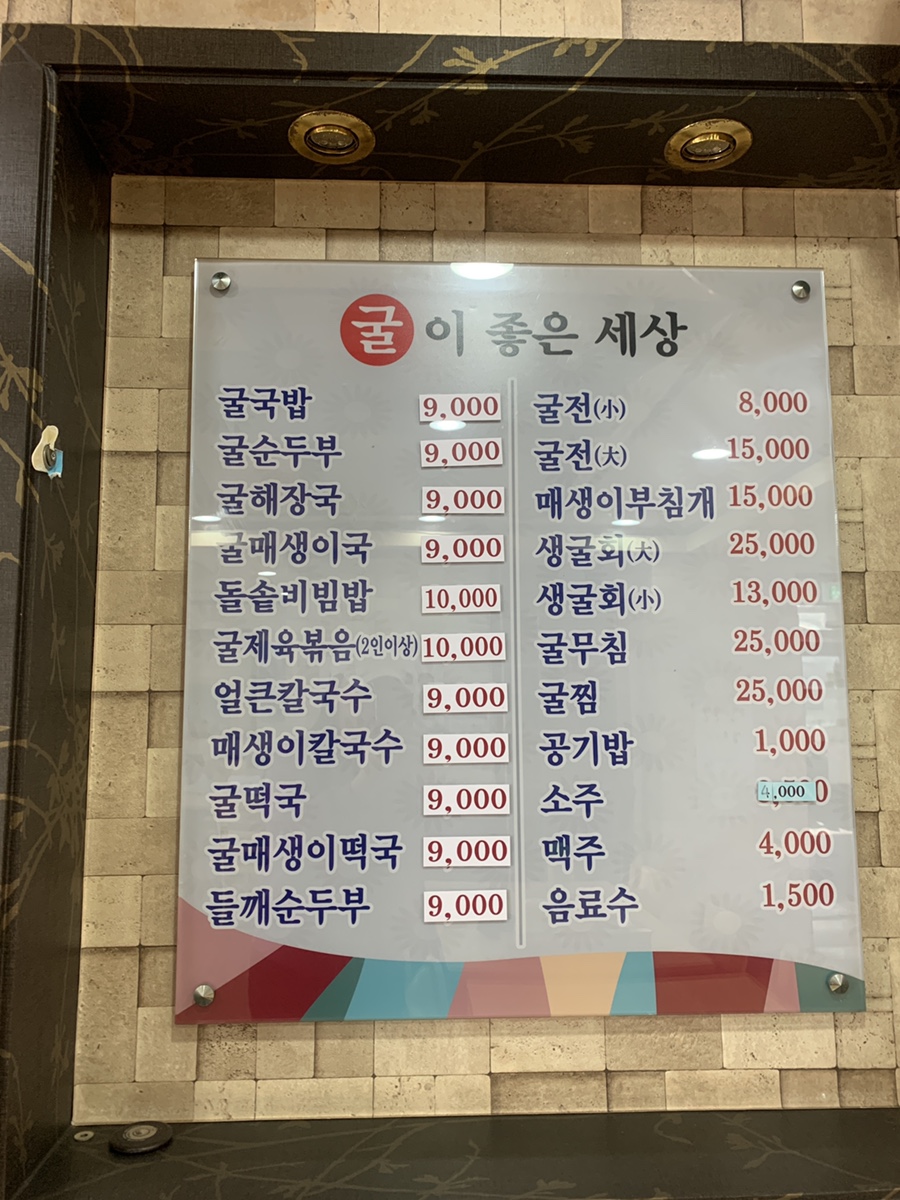 굴이 좋은 세상
굴국밥 9,000
굴순두부 9,000
굴해장국 9,000
굴매생이국 9,000
돌솥비빔밥 10,000
굴제육볶음(2인이상) 10,000
얼큰칼국수 9,000
매생이칼국수 9,000
굴떡국 9,000
굴매생이떡국 9,000
들깨순두부 9,000
굴전(小) 8,000
굴전(大) 15,000
매생이부침개 15,000
생굴회(大) 25,000
생굴회(小) 13,000
굴무침 25,000
굴찜 25,000
공기밥 1,000
소주 4,000
맥주 4,000
음료수 1,500